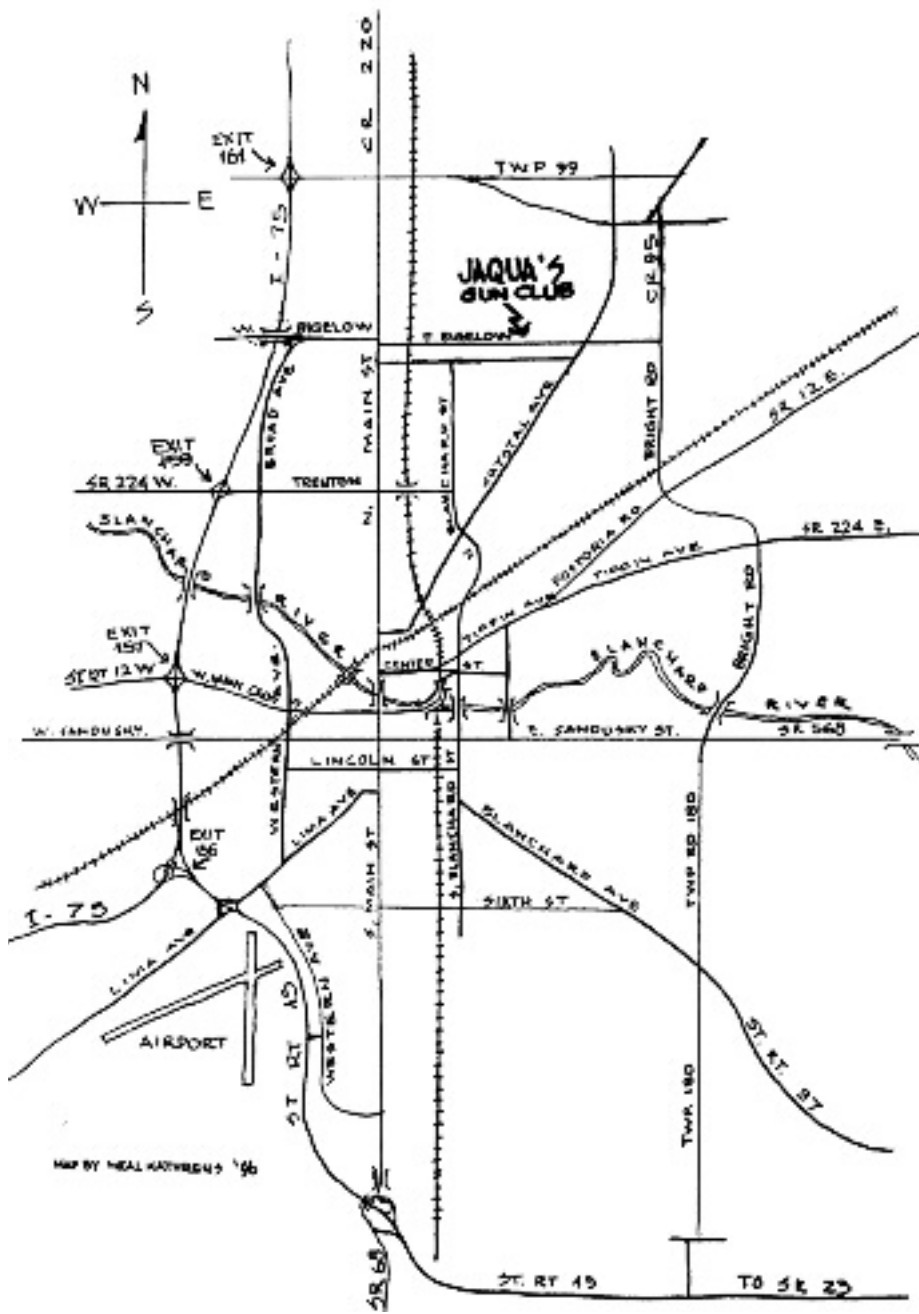 N
W E
S
CR 220
EXIT
161
TWP 99
I-75
JAQUA'S
GUN CLUB
CR 95
W. BIGELOW
E. BIGELOW
BROAD AVE
N. MAIN ST
BLANCHARD ST
CRYSTAL AVE
BRIGHT RD
SR 12 E.
EXIT
159
SR 224 W.
TRENTON
BLANCHARD
RIVER
N
FOSTORIA RD
TIFFIN AVE
TIFFIN AVE
SR 224 E.
BRIGHT RD
EXIT
157
ST RT 12 W
W. MAIN CROSS
CENTER ST
BLANCHARD
RIVER
W. SANDUSKY.
E. SANDUSKY ST.
SR 568
LINCOLN ST
WESTERN
LIMA AVE
S. MAIN ST
S. BLANCHARD ST
BLANCHARD AVE
TWP RD 180
EXIT
156
I-75
SIXTH ST
LIMA AVE
WESTERN AVE
AIRPORT
ST RT
ST. RT. 37
TWP 180
MAP BY NEAL KATHRENS '96
SR 68
ST. RT
TO SR 23